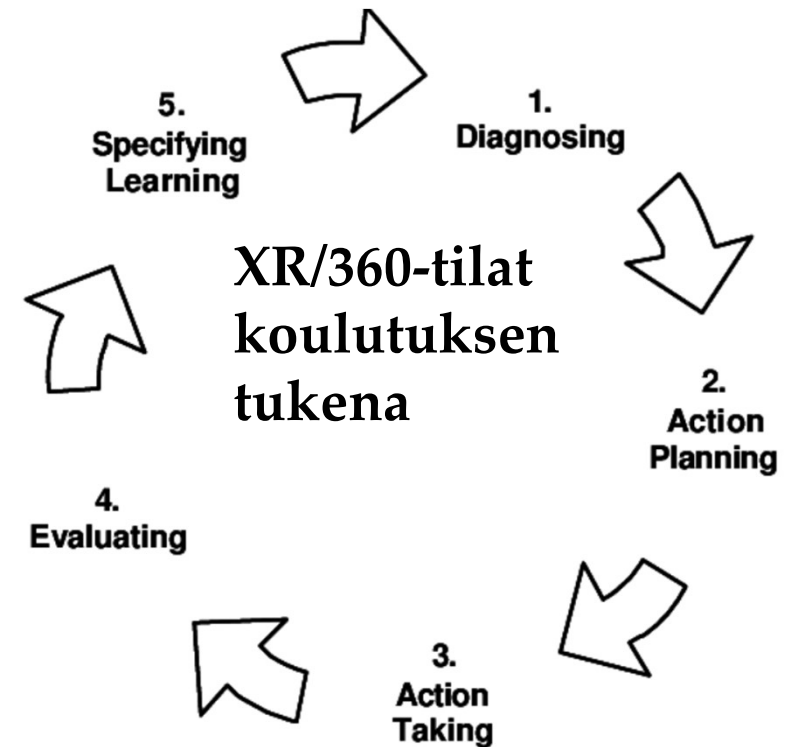 1.
Diagnosing
2.
Action
Planning
3.
Action
Taking
4.
Evaluating
5.
Specifying
Learning
XR/360-tilat
koulutuksen
tukena